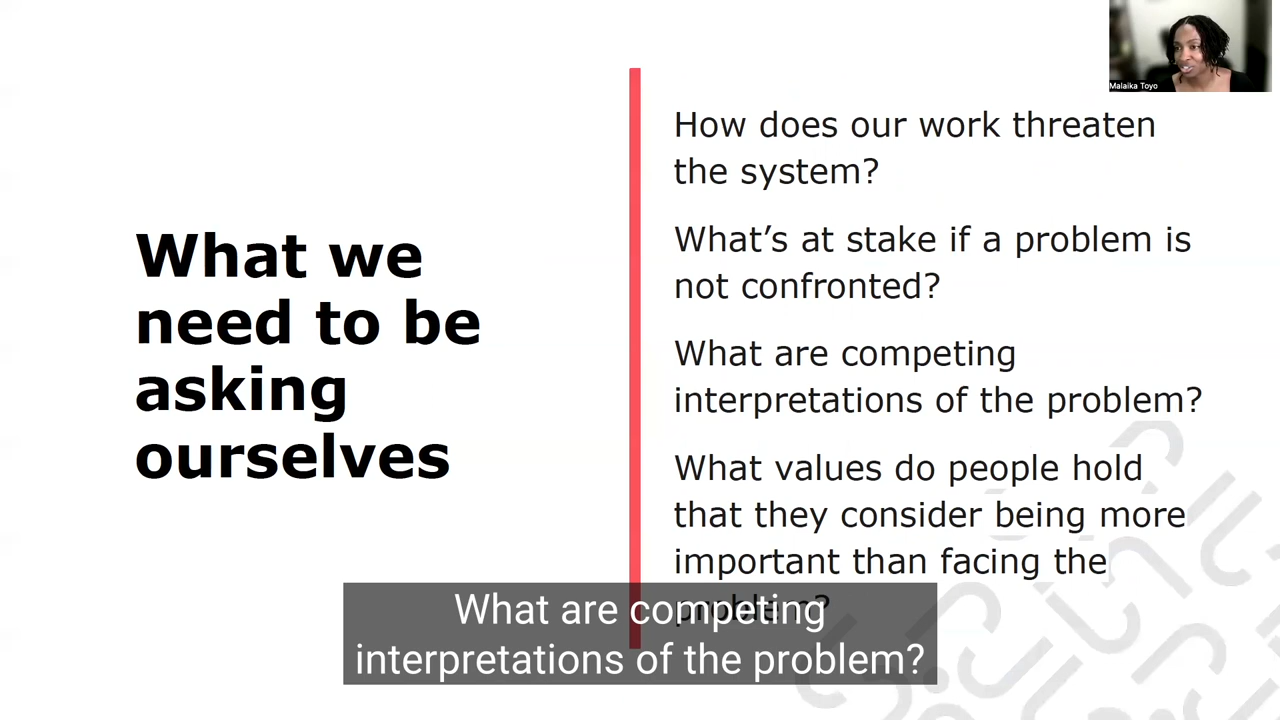 Malaika Toyo
How does our work threaten
the system?
What's at stake if a problem is
not confronted?
What are competing
interpretations of the problem?
What we
need to be
asking
ourselves
What values do people hold
that they consider being more
important than facing the
problem?
What are competing
interpretations of the problem?